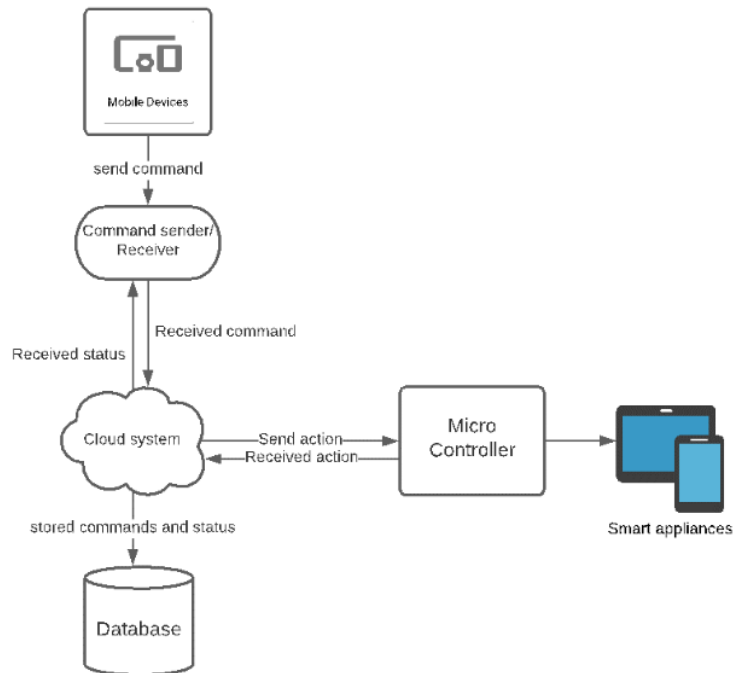 Mobile Devices
send command
Command sender/
Receiver
Received command
Received status
Cloud system
Send action
Received action
Micro
Controller
Smart appliances
stored commands and status
Database